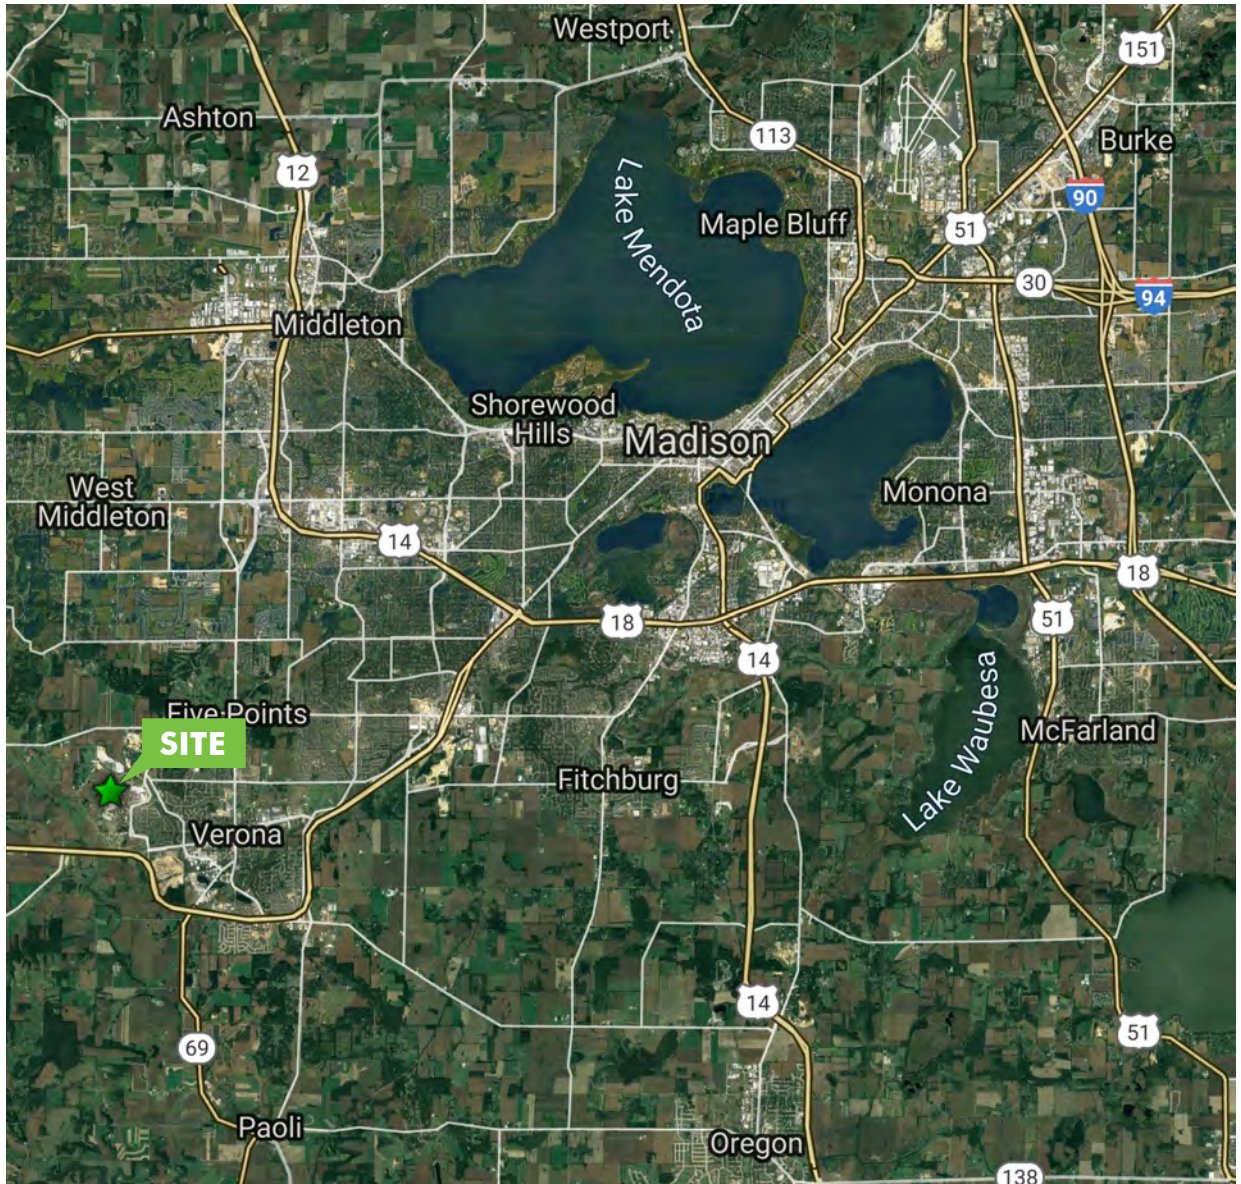 Westport
151
Ashton
113
Burke
12
Lake Mendota
90
Maple Bluff
51
30
94
Middleton
Shorewood
Hills
Madison
West
Middleton
Monona
14
18
18
51
14
Lake Waubesa
Five Points
SITE
McFarland
Fitchburg
Verona
14
51
69
Paoli
Oregon
138